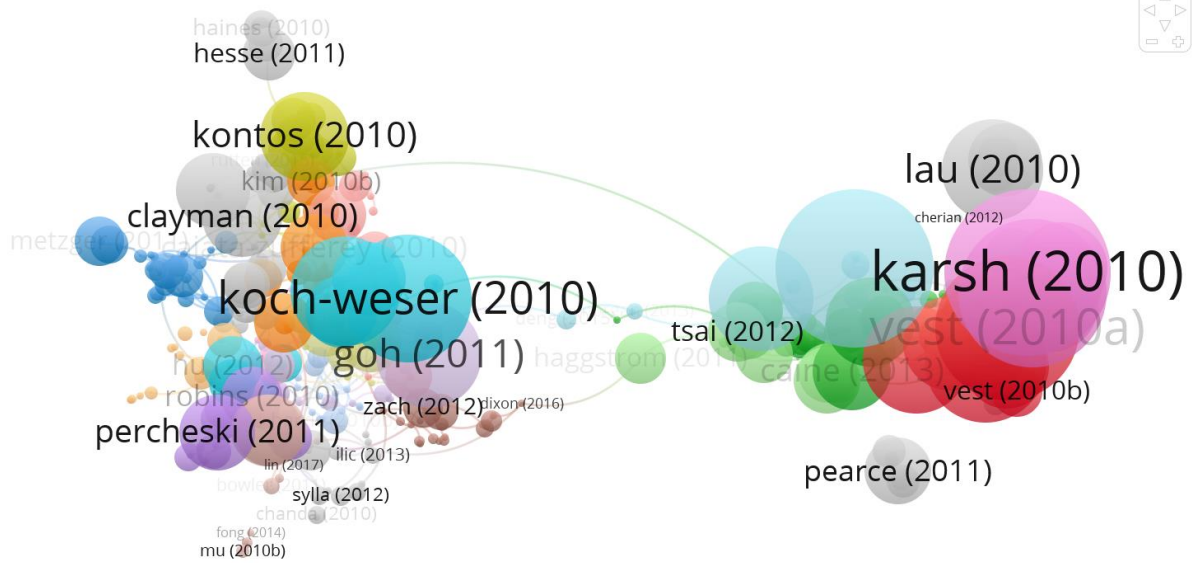 haines (2010)
hesse (2011)
kontos (2010)
lau (2010)
kim (2010b)
clayman (2010)
cherian (2012)
karsh (2010)
koch-weser (2010)
vest (2010a)
tsai (2012)
goh (2011)
haggstrom (2011)
hu (2012)
caine (2013)
vest (2010b)
robins (2010)
zach (2012)
dixon (2016)
percheski (2011)
ilic (2013)
lin (2017)
pearce (2011)
sylla (2012)
chanda (2010)
fong (2014)
mu (2010b)